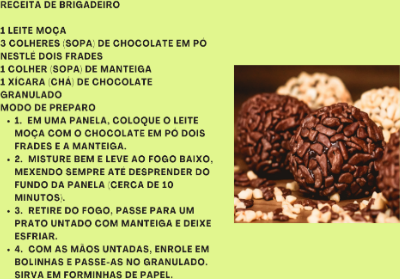 RECEITA DE BRIGADEIRO
1 LEITE MOÇA
3 COLHERES (SOPA) DE CHOCOLATE EM PÓ
NESTLÉ DOIS FRADES
1 COLHER (SOPA) DE MANTEIGA
1 XÍCARA (CHÁ) DE CHOCOLATE
GRANULADO
MODO DE PREPARO
• 1. EM UMA PANELA, COLOQUE O LEITE
MOÇA COM O CHOCOLATE EM PÓ DOIS
FRADES E A MANTEIGA.
• 2. MISTURE BEM E LEVE AO FOGO BAIXO,
MEXENDO SEMPRE ATÉ DESPRENDER DO
FUNDO DA PANELA (CERCA DE 10
MINUTOS).
• 3. RETIRE DO FOGO, PASSE PARA UM
PRATO UNTADO COM MANTEIGA E DEIXE
ESFRIAR.
• 4. COM AS MÃOS UNTADAS, ENROLE EM
BOLINHAS E PASSE-AS NO GRANULADO.
SIRVA EM FORMINHAS DE PAPEL.